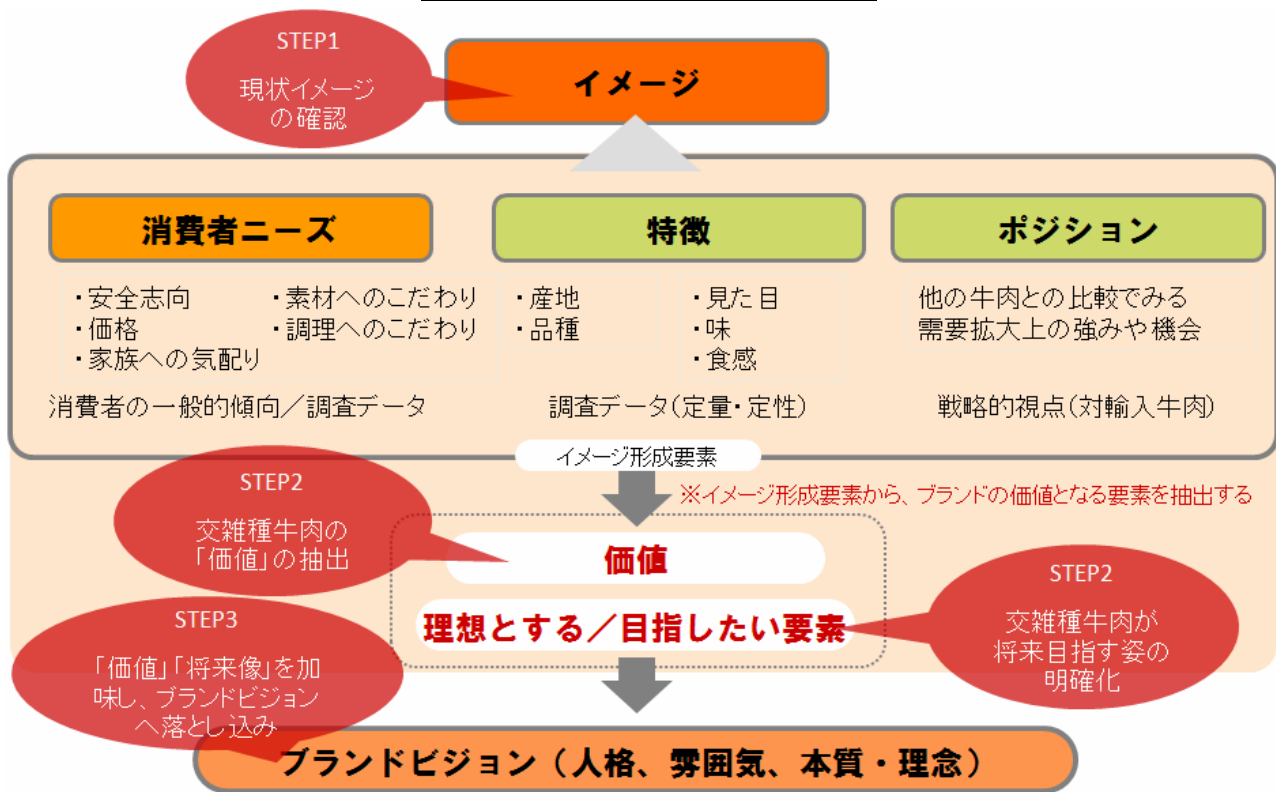 STEP1
現状イメージ
の確認
イメージ
消費者ニーズ
・安全志向
・価格
・家族への気配り
・素材へのこだわり
・調理へのこだわり
消費者の一般的傾向／調査データ
特徴
・産地
・品種
・見た目
・味
・食感
調査データ(定量・定性)
ポジション
他の牛肉との比較でみる
需要拡大上の強みや機会
戦略的視点(対輸入牛肉)
イメージ形成要素
※イメージ形成要素から、ブランドの価値となる要素を抽出する
STEP2
交雑種牛肉の
「価値」の抽出
価値
理想とする／目指したい要素
STEP2
交雑種牛肉が
将来目指す姿の
明確化
STEP3
「価値」「将来像」を加
味し、ブランドビジョン
へ落とし込み
ブランドビジョン（人格、雰囲気、本質・理念）